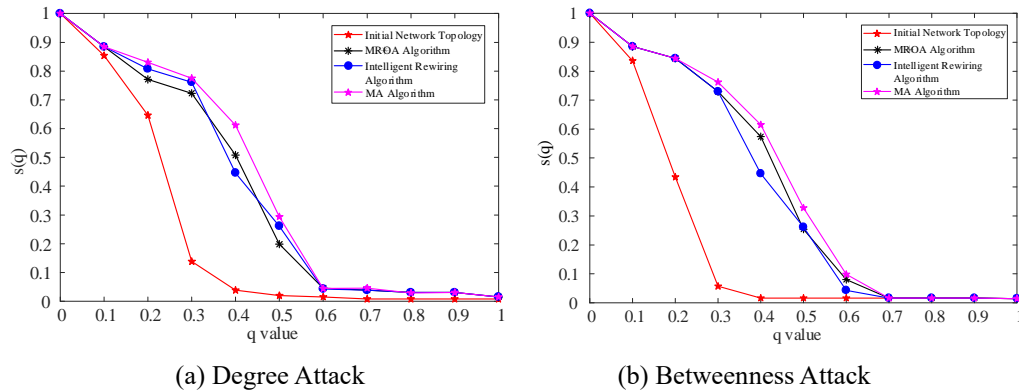 1
0.9
0.8
0.7
0.6
0.5
0.4
0.3
0.2
0.1
0
s(q)
0 0.1 0.2 0.3 0.4 0.5 0.6 0.7 0.8 0.9 1
q value
Initial Network Topology
MROA Algorithm
Intelligent Rewiring
Algorithm
MA Algorithm
(a) Degree Attack
1
0.9
0.8
0.7
0.6
0.5
0.4
0.3
0.2
0.1
0
s(q)
0 0.1 0.2 0.3 0.4 0.5 0.6 0.7 0.8 0.9 1
q value
Initial Network Topology
MROA Algorithm
Intelligent Rewiring
Algorithm
MA Algorithm
(b) Betweenness Attack